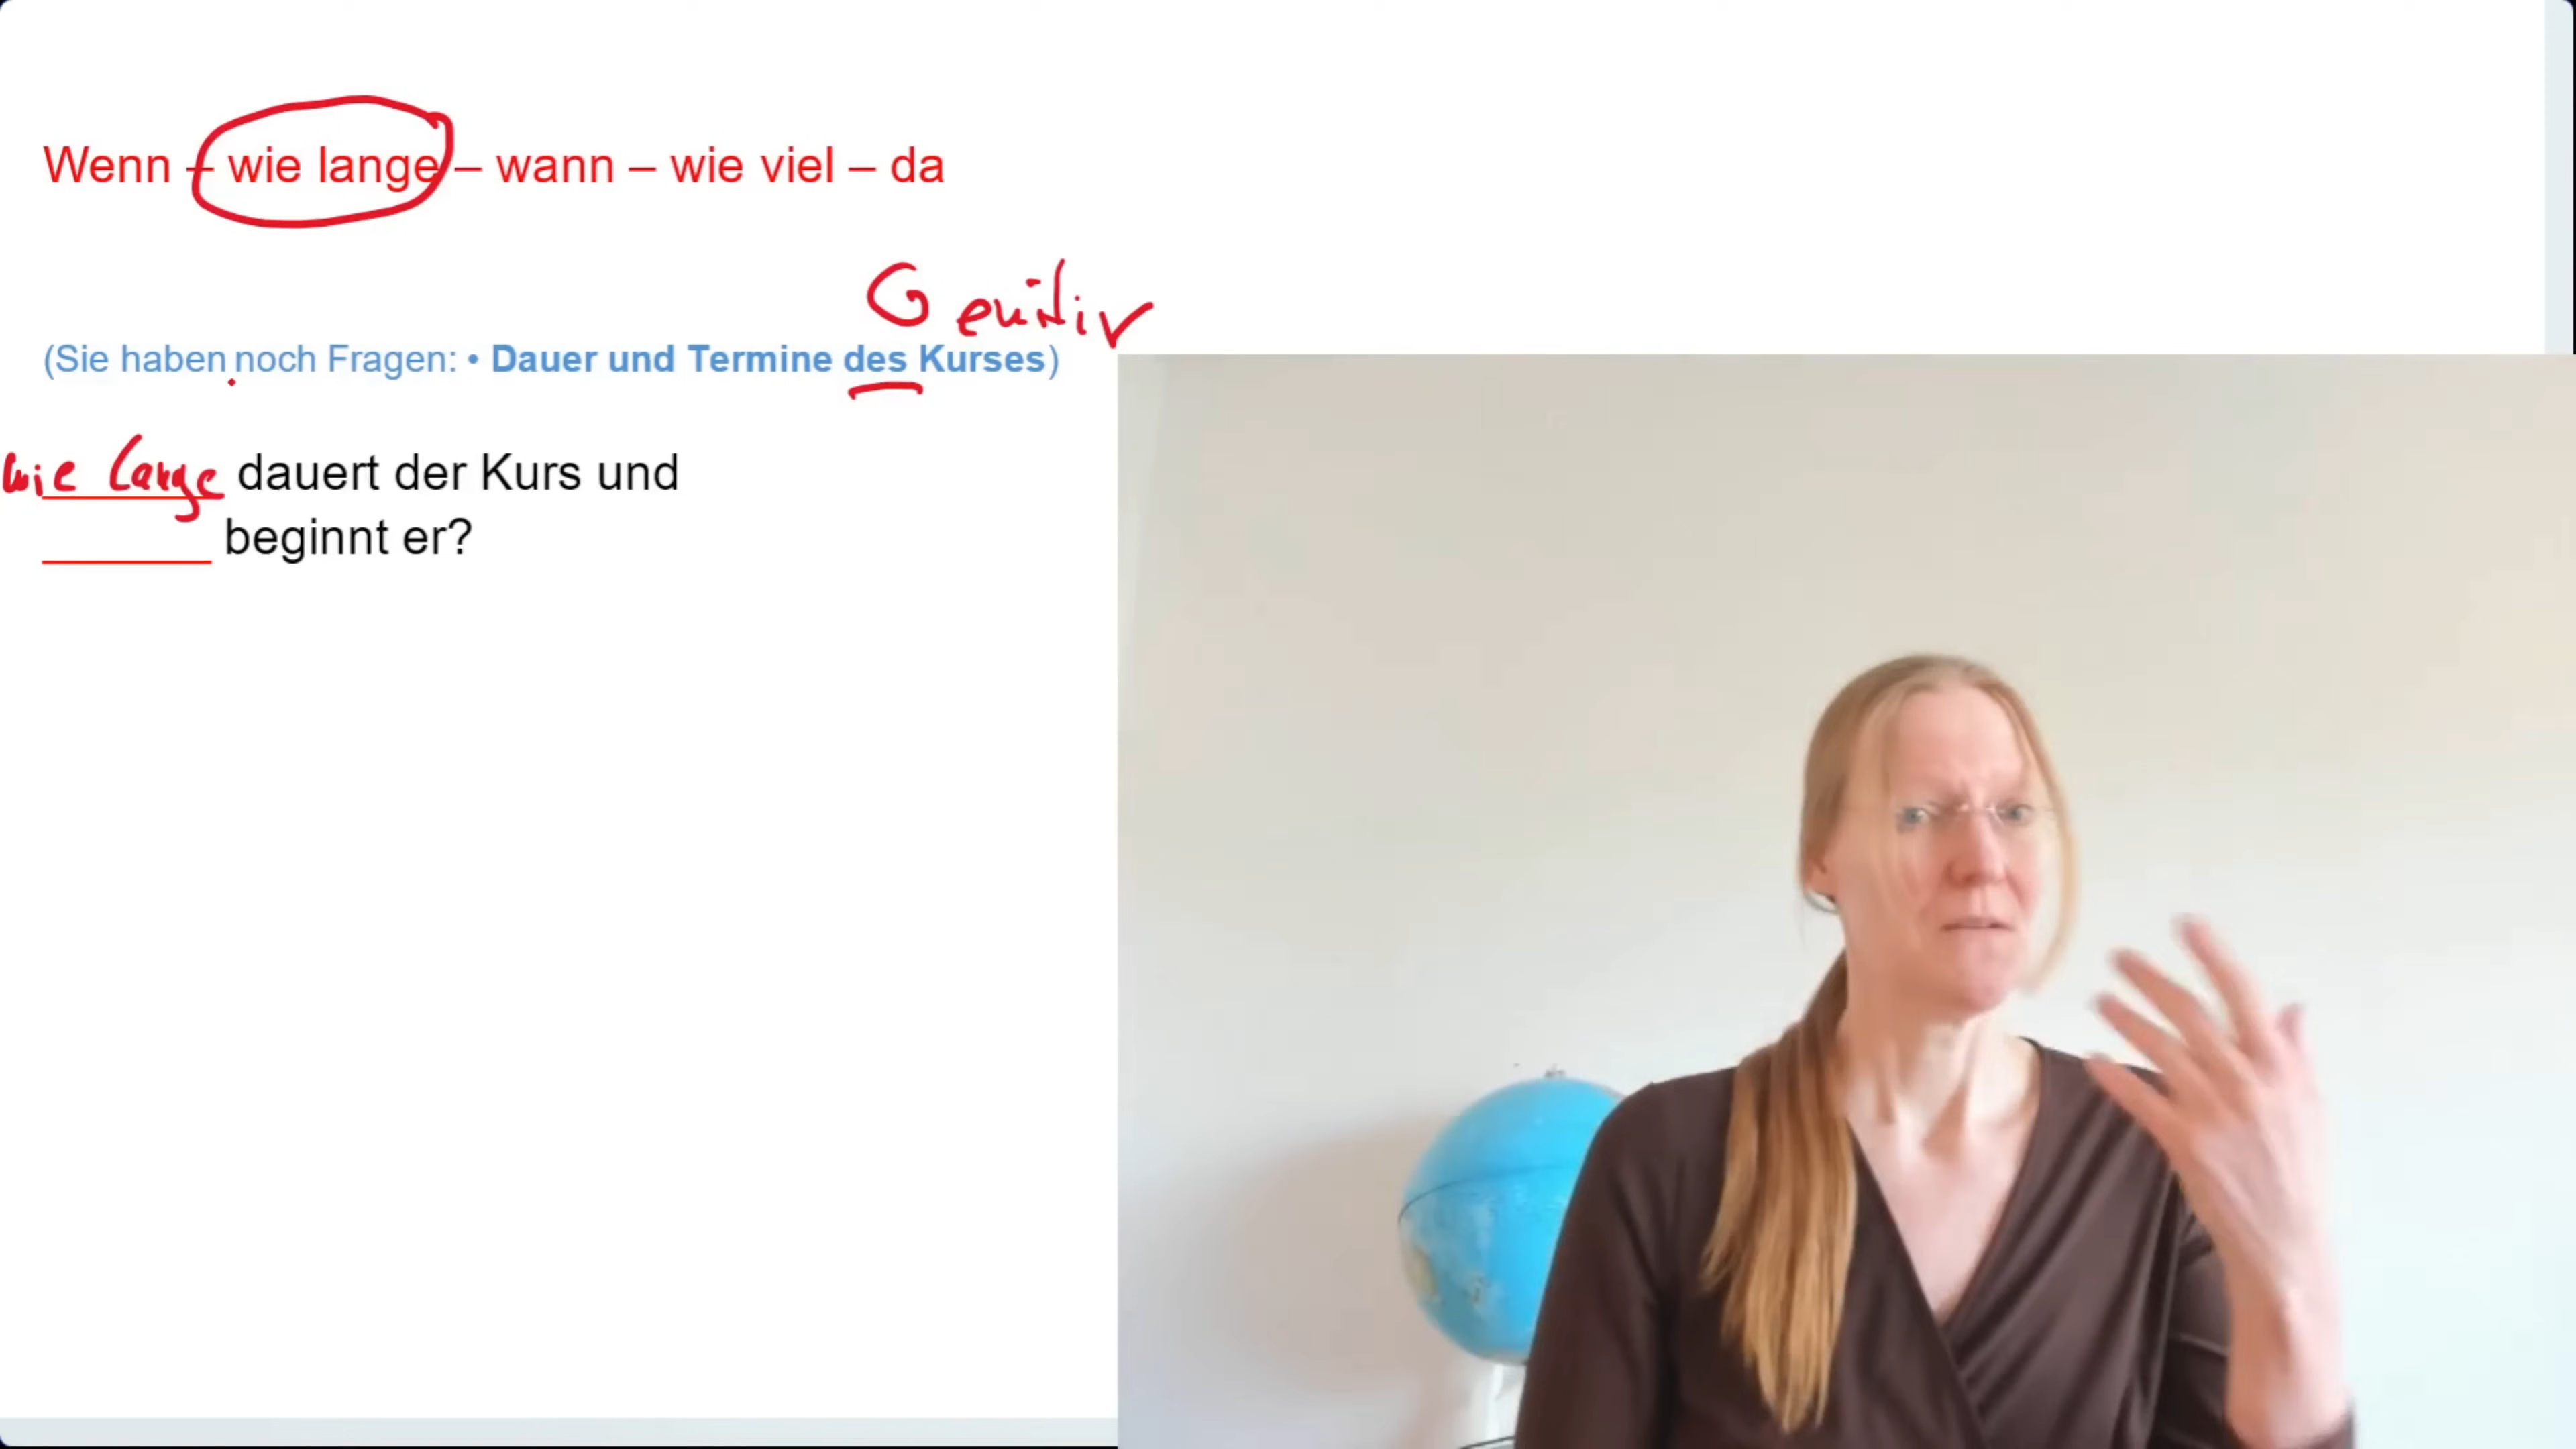 Wenn – wie lange – wann – wie viel – da
Genitiv
(Sie haben noch Fragen: • Dauer und Termine des Kurses)
wie lange dauert der Kurs und
______ beginnt er?